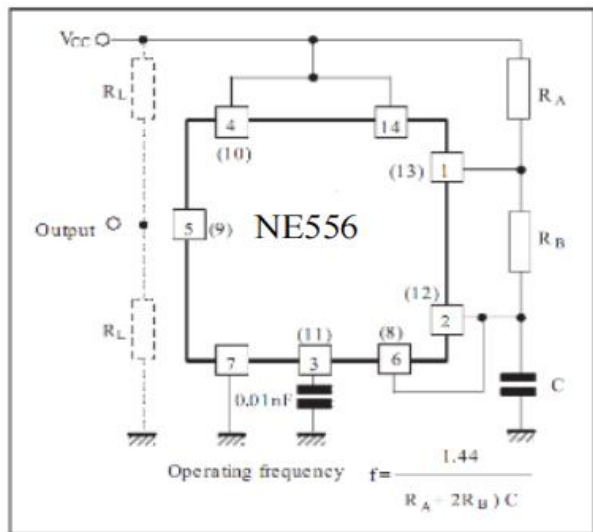 VCC
RL
RA
4
14
(10)
(13)
1
Output
5
(9)
NE556
RB
(12)
2
RL
(11)
(8)
7
3
6
0.01nF
C
Operating frequency f= 1.44
RA - 2RB ) C